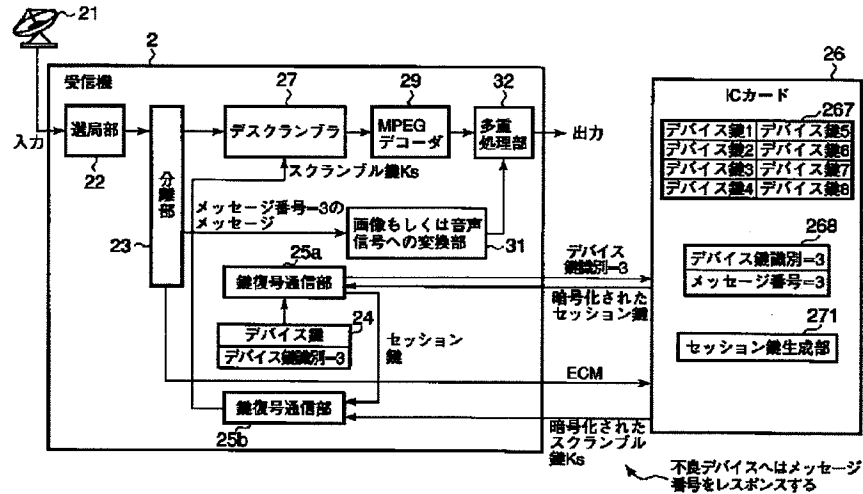 21
2
受信機
入力
選局部
22
分離部
23
27
デスクランブラ
29
MPEG
デコーダ
32
多重
処理部
出力
スクランブル鍵Ks
メッセージ番号=3の
メッセージ
画像もしくは音声
信号への変換部
31
25a
鍵復号通信部
デバイス
鍵識別=3
暗号化された
セッション鍵
24
デバイス鍵
デバイス鍵識別=3
セッション
鍵
ECM
鍵復号通信部
25b
暗号化された
スクランブル
鍵Ks
26
ICカード
267
デバイス鍵1 デバイス鍵5
デバイス鍵2 デバイス鍵6
デバイス鍵3 デバイス鍵7
デバイス鍵4 デバイス鍵8
268
デバイス鍵識別=3
メッセージ番号=3
271
セッション鍵生成部
不良デバイスへはメッセージ
番号をレスポンスする